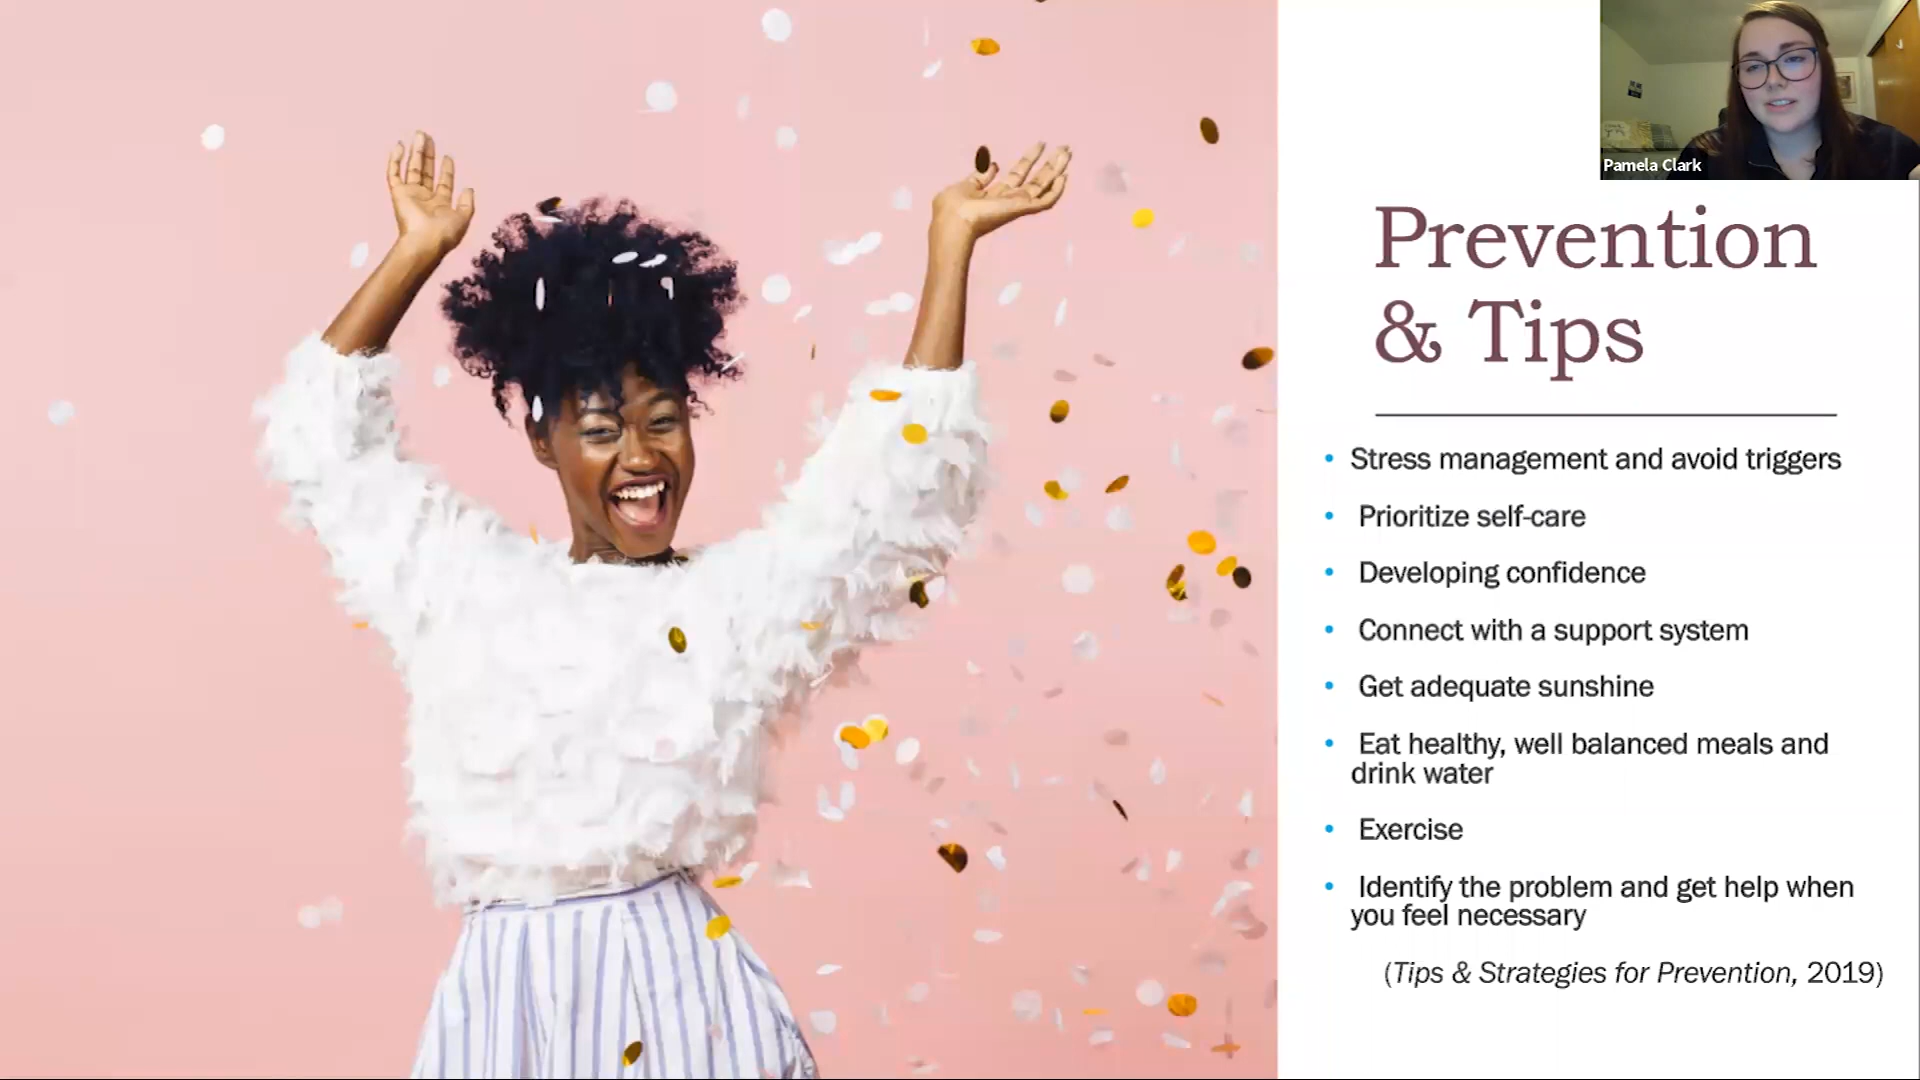 Pamela Clark
Prevention
& Tips
• Stress management and avoid triggers
• Prioritize self-care
• Developing confidence
• Connect with a support system
• Get adequate sunshine
• Eat healthy, well balanced meals and
drink water
• Exercise
• Identify the problem and get help when
you feel necessary
(Tips & Strategies for Prevention, 2019)